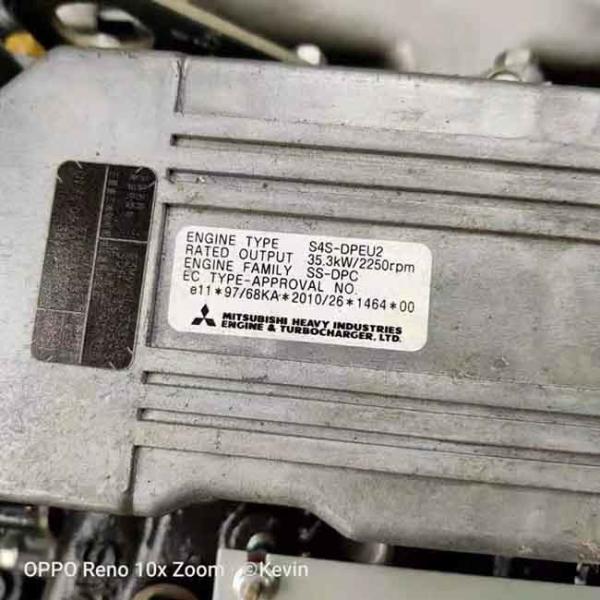 ENGINE TYPE S4S-DPEU2
RATED OUTPUT 35.3kW/2250rpm
ENGINE FAMILY SS-DPC
EC TYPE-APPROVAL NO.
e11*97/68KA*2010/26*1464*00
MITSUBISHI HEAVY INDUSTRIES
ENGINE & TURBOCHARGER, LTD.
OPPO Reno 10x Zoom ©Kevin